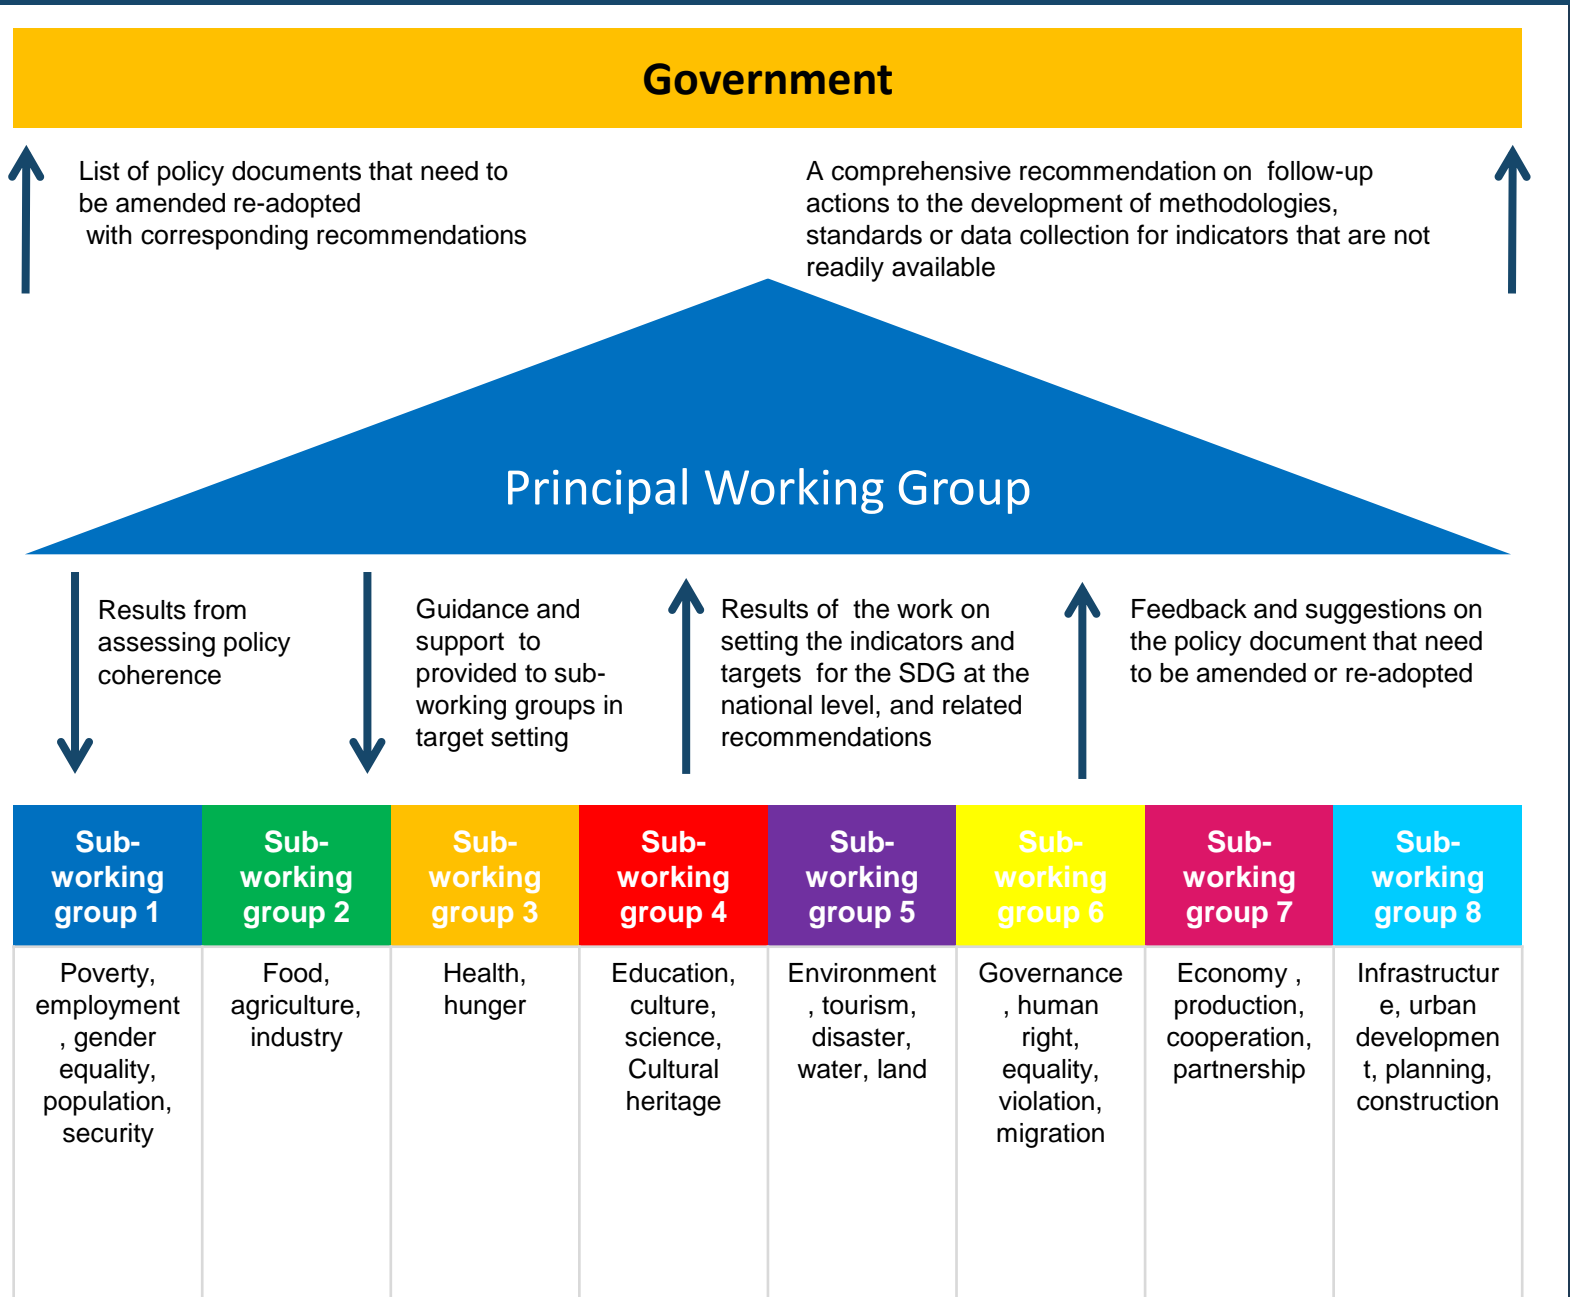 Government
List of policy documents that need to
be amended re-adopted
with corresponding recommendations
A comprehensive recommendation on follow-up
actions to the development of methodologies,
standards or data collection for indicators that are not
readily available
Principal Working Group
Results from
assessing policy
coherence
Guidance and
support to
provided to sub-
working groups in
target setting
Results of the work on
setting the indicators and
targets for the SDG at the
national level, and related
recommendations
Feedback and suggestions on
the policy document that need
to be amended or re-adopted
Sub-
working
group 1
Sub-
working
group 2
Sub-
working
group 3
Sub-
working
group 4
Sub-
working
group 5
Sub-
working
group 6
Sub-
working
group 7
Sub-
working
group 8
Poverty,
employment
, gender
equality,
population,
security
Food,
agriculture,
industry
Health,
hunger
Education,
culture,
science,
Cultural
heritage
Environment
, tourism,
disaster,
water, land
Governance
, human
right,
equality,
violation,
migration
Economy ,
production,
cooperation,
partnership
Infrastructur
e, urban
developmen
t, planning,
construction